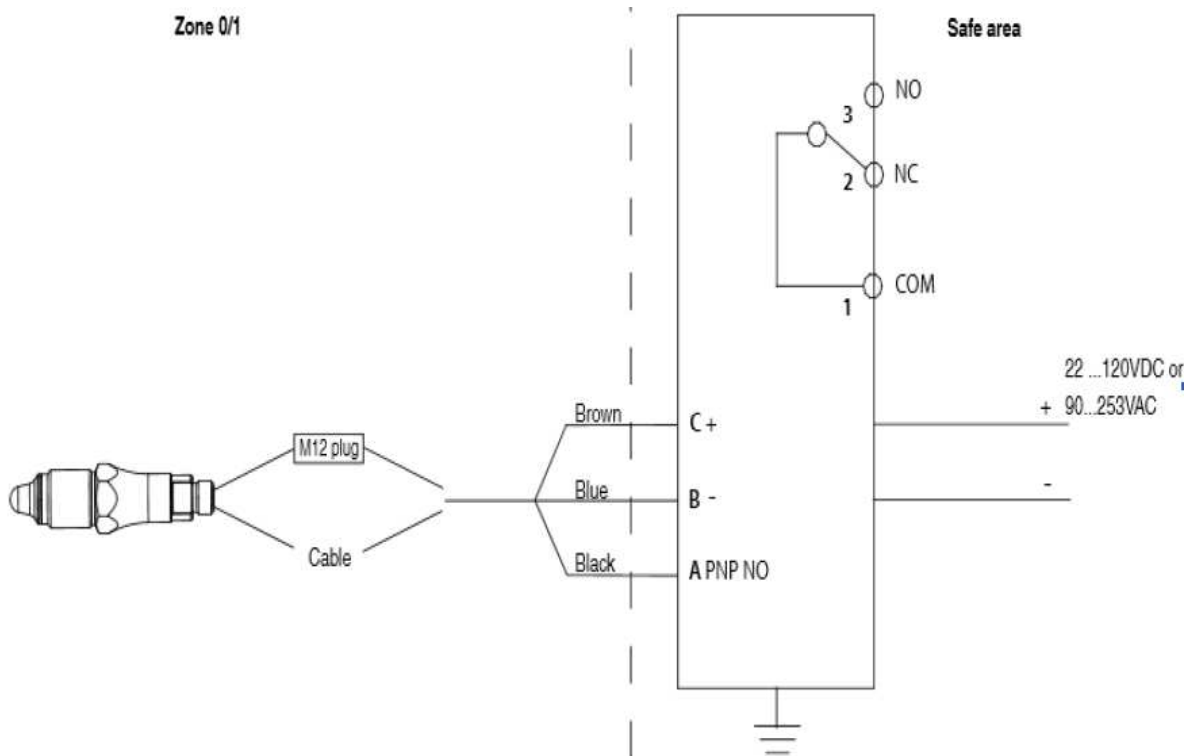 Zone 0/1
Safe area
NO
3
NC
2
COM
1
22 ...120VDC or
+ 90...253VAC
-
Brown
C +
M12 plug
Blue
B -
Cable
Black
A PNP NO